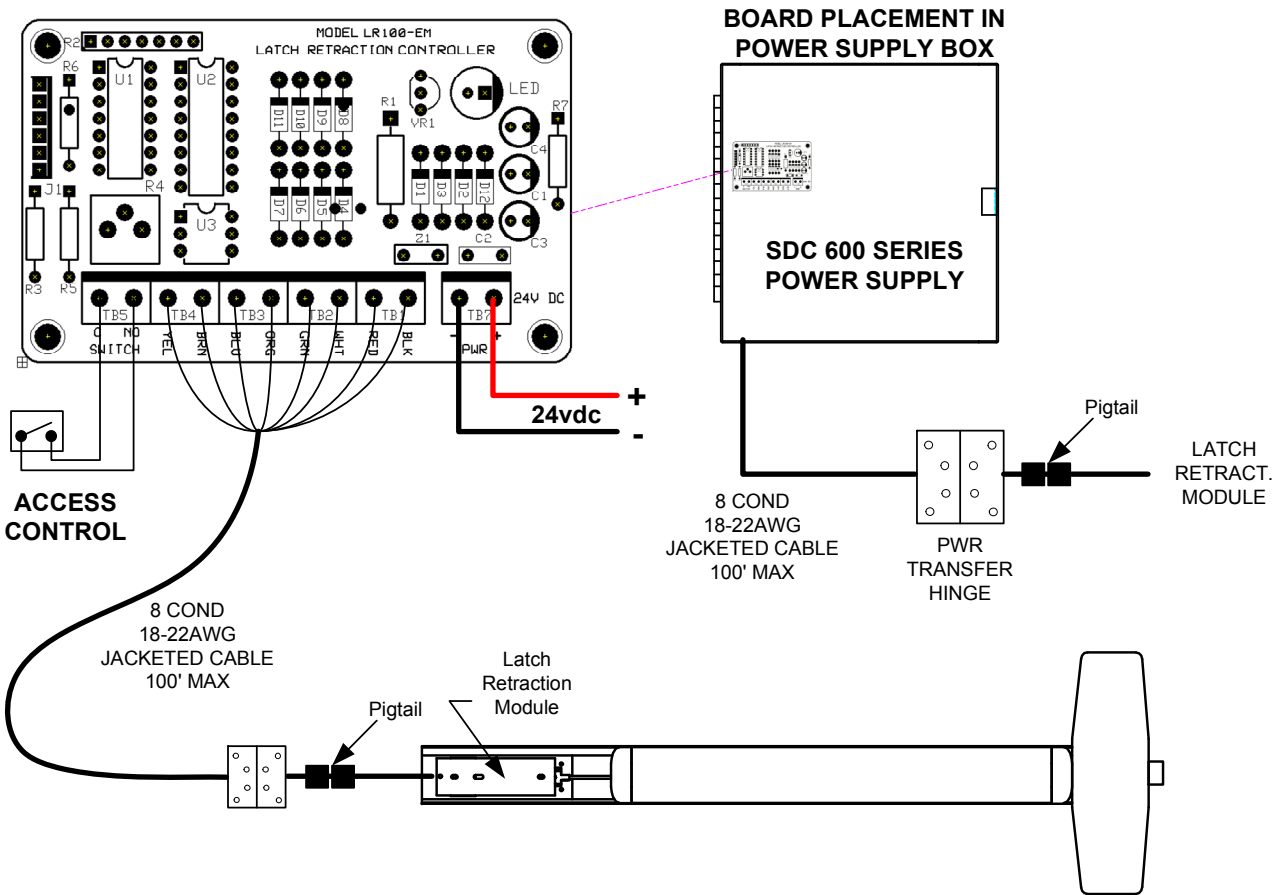 MODEL LR100-EM
LATCH RETRACTION CONTROLLER
R2
R6
U1
U2
D11
D10
D9
D8
R1
VR1
LED
R7
C4
J1
R4
U3
D7
D6
D5
D4
D1
D3
D2
D12
C1
Z1
C2
C3
R3
R5
TB5
TB4
TB3
TB2
TB1
TB7
24V DC
C NO
SWITCH
YEL
BRN
BLU
ORG
GRN
WHT
RED
BLK
- +
PWR
+
24vdc
-
ACCESS
CONTROL
8 COND
18-22AWG
JACKETED CABLE
100' MAX
Pigtail
Latch
Retraction
Module
BOARD PLACEMENT IN
POWER SUPPLY BOX
SDC 600 SERIES
POWER SUPPLY
Pigtail
8 COND
18-22AWG
JACKETED CABLE
100' MAX
PWR
TRANSFER
HINGE
LATCH
RETRACT.
MODULE